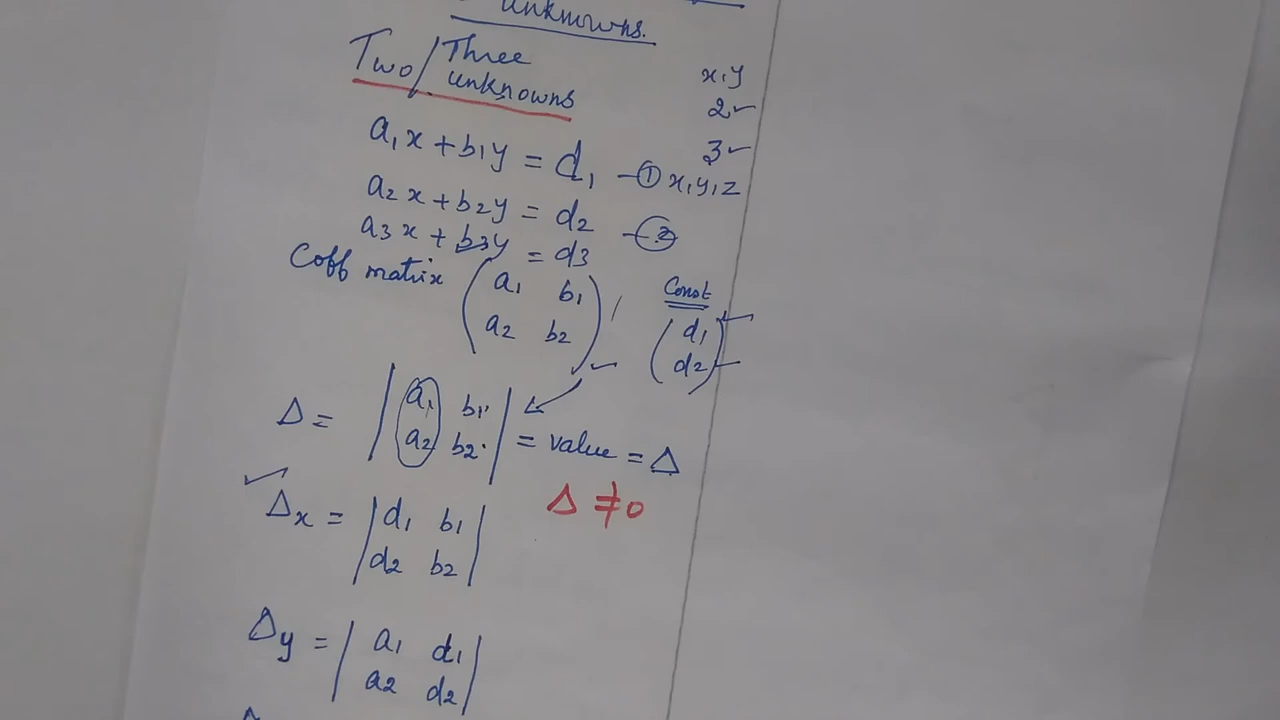 unknowns.
Two/Three unknowns
x,y
2✓
3✓
x,y,z
a₁x + b₁y = d₁ —①
a₂x + b₂y = d₂ —②
a₃x + b₃y = d₃
Coff matrix (a₁ b₁
a₂ b₂)
Const
(d₁
d₂)
Δ = |a₁ b₁
a₂ b₂| = value = Δ
Δ ≠ 0
✓
Δx = |d₁ b₁
d₂ b₂|
Δy = |a₁ d₁
a₂ d₂|